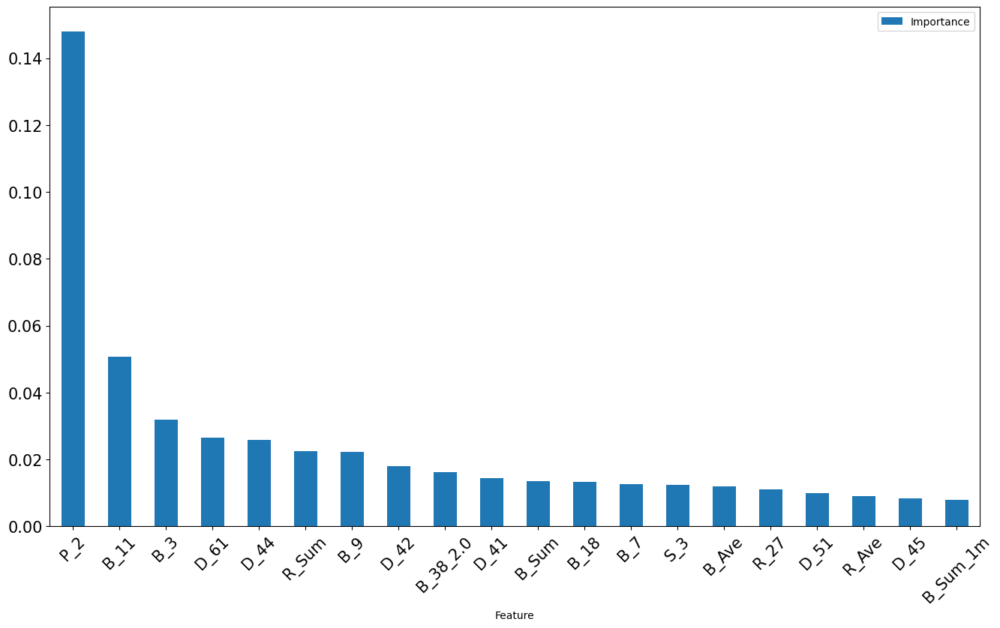 Importance
0.14
0.12
0.10
0.08
0.06
0.04
0.02
0.00
P_2
B_11
B_3
D_61
D_44
R_Sum
B_9
D_42
B_38_2.0
D_41
B_Sum
B_18
B_7
S_3
B_Ave
R_27
D_51
R_Ave
D_45
B_Sum_1m
Feature